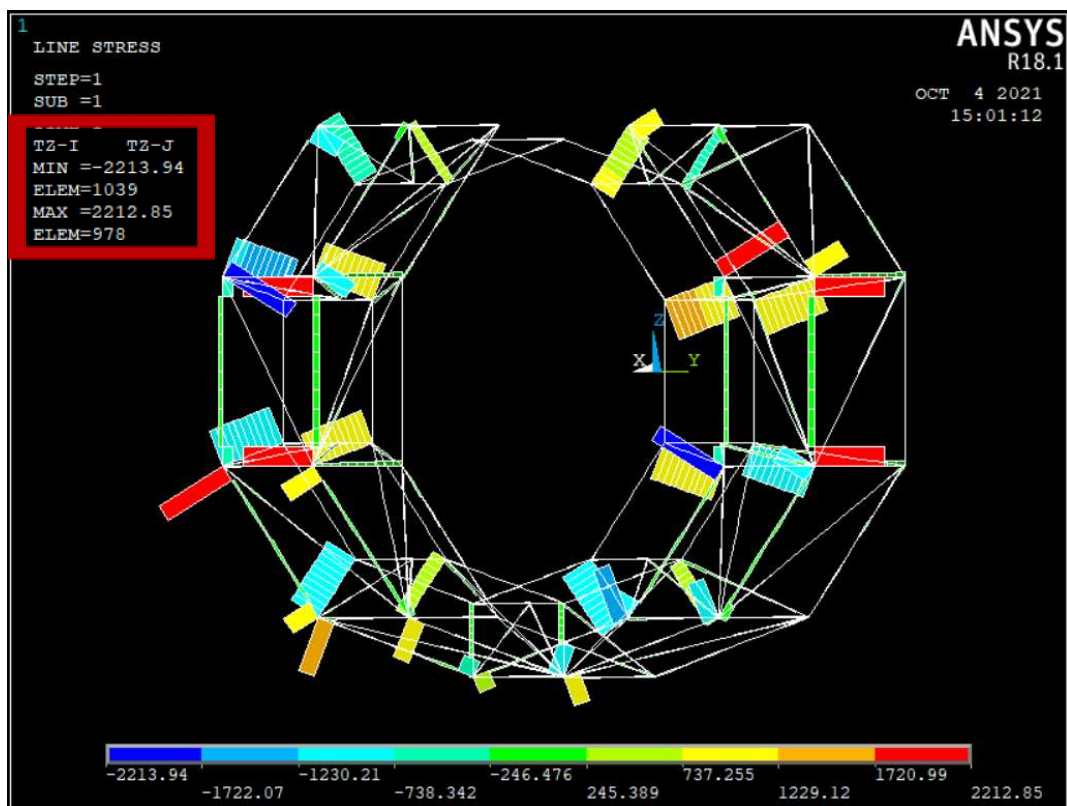 1
LINE STRESS
STEP=1
SUB =1
TZ-I TZ-J
MIN =-2213.94
ELEM=1039
MAX =2212.85
ELEM=978
ANSYS
R18.1
OCT 4 2021
15:01:12
Z
X Y
-2213.94 -1230.21 -246.476 737.255 1720.99
-1722.07 -738.342 245.389 1229.12 2212.85